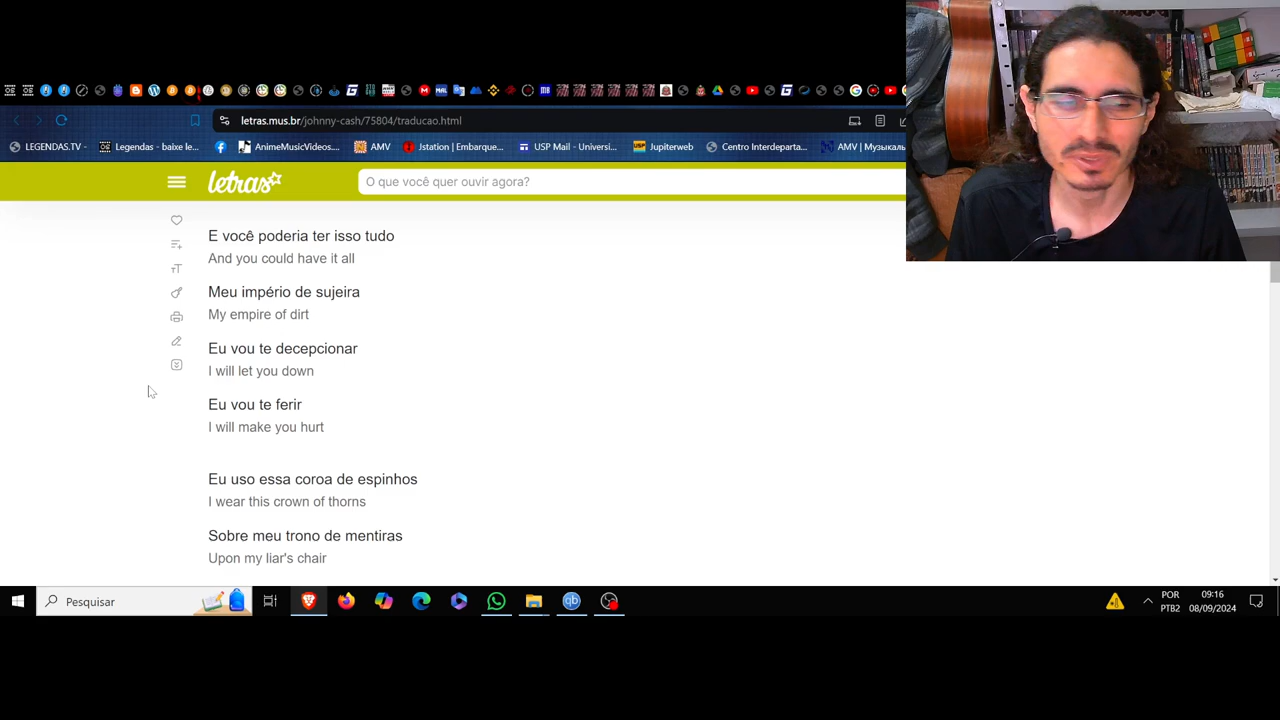 letras.mus.br/johnny-cash/75804/traducao.html
LEGENDAS.TV -
Legendas - baixe le...
AnimeMusicVideos...
AMV
Jstation | Embarque...
USP Mail - Universi...
Jupiterweb
Centro Interdeparta...
AMV | Музыкаль
letras
O que você quer ouvir agora?
E você poderia ter isso tudo
And you could have it all
Meu império de sujeira
My empire of dirt
Eu vou te decepcionar
I will let you down
Eu vou te ferir
I will make you hurt
Eu uso essa coroa de espinhos
I wear this crown of thorns
Sobre meu trono de mentiras
Upon my liar's chair
Pesquisar
POR
PTB2
09:16
08/09/2024